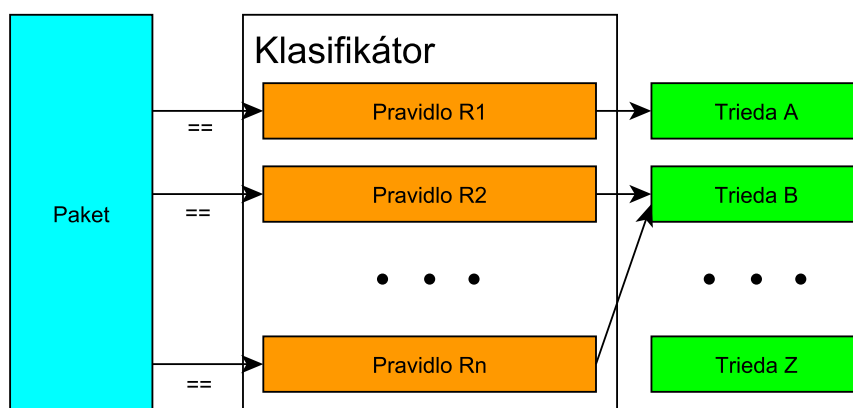 Klasifikátor
Paket
==
Pravidlo R1
Trieda A
==
Pravidlo R2
Trieda B
• • •
• • •
==
Pravidlo Rn
Trieda Z